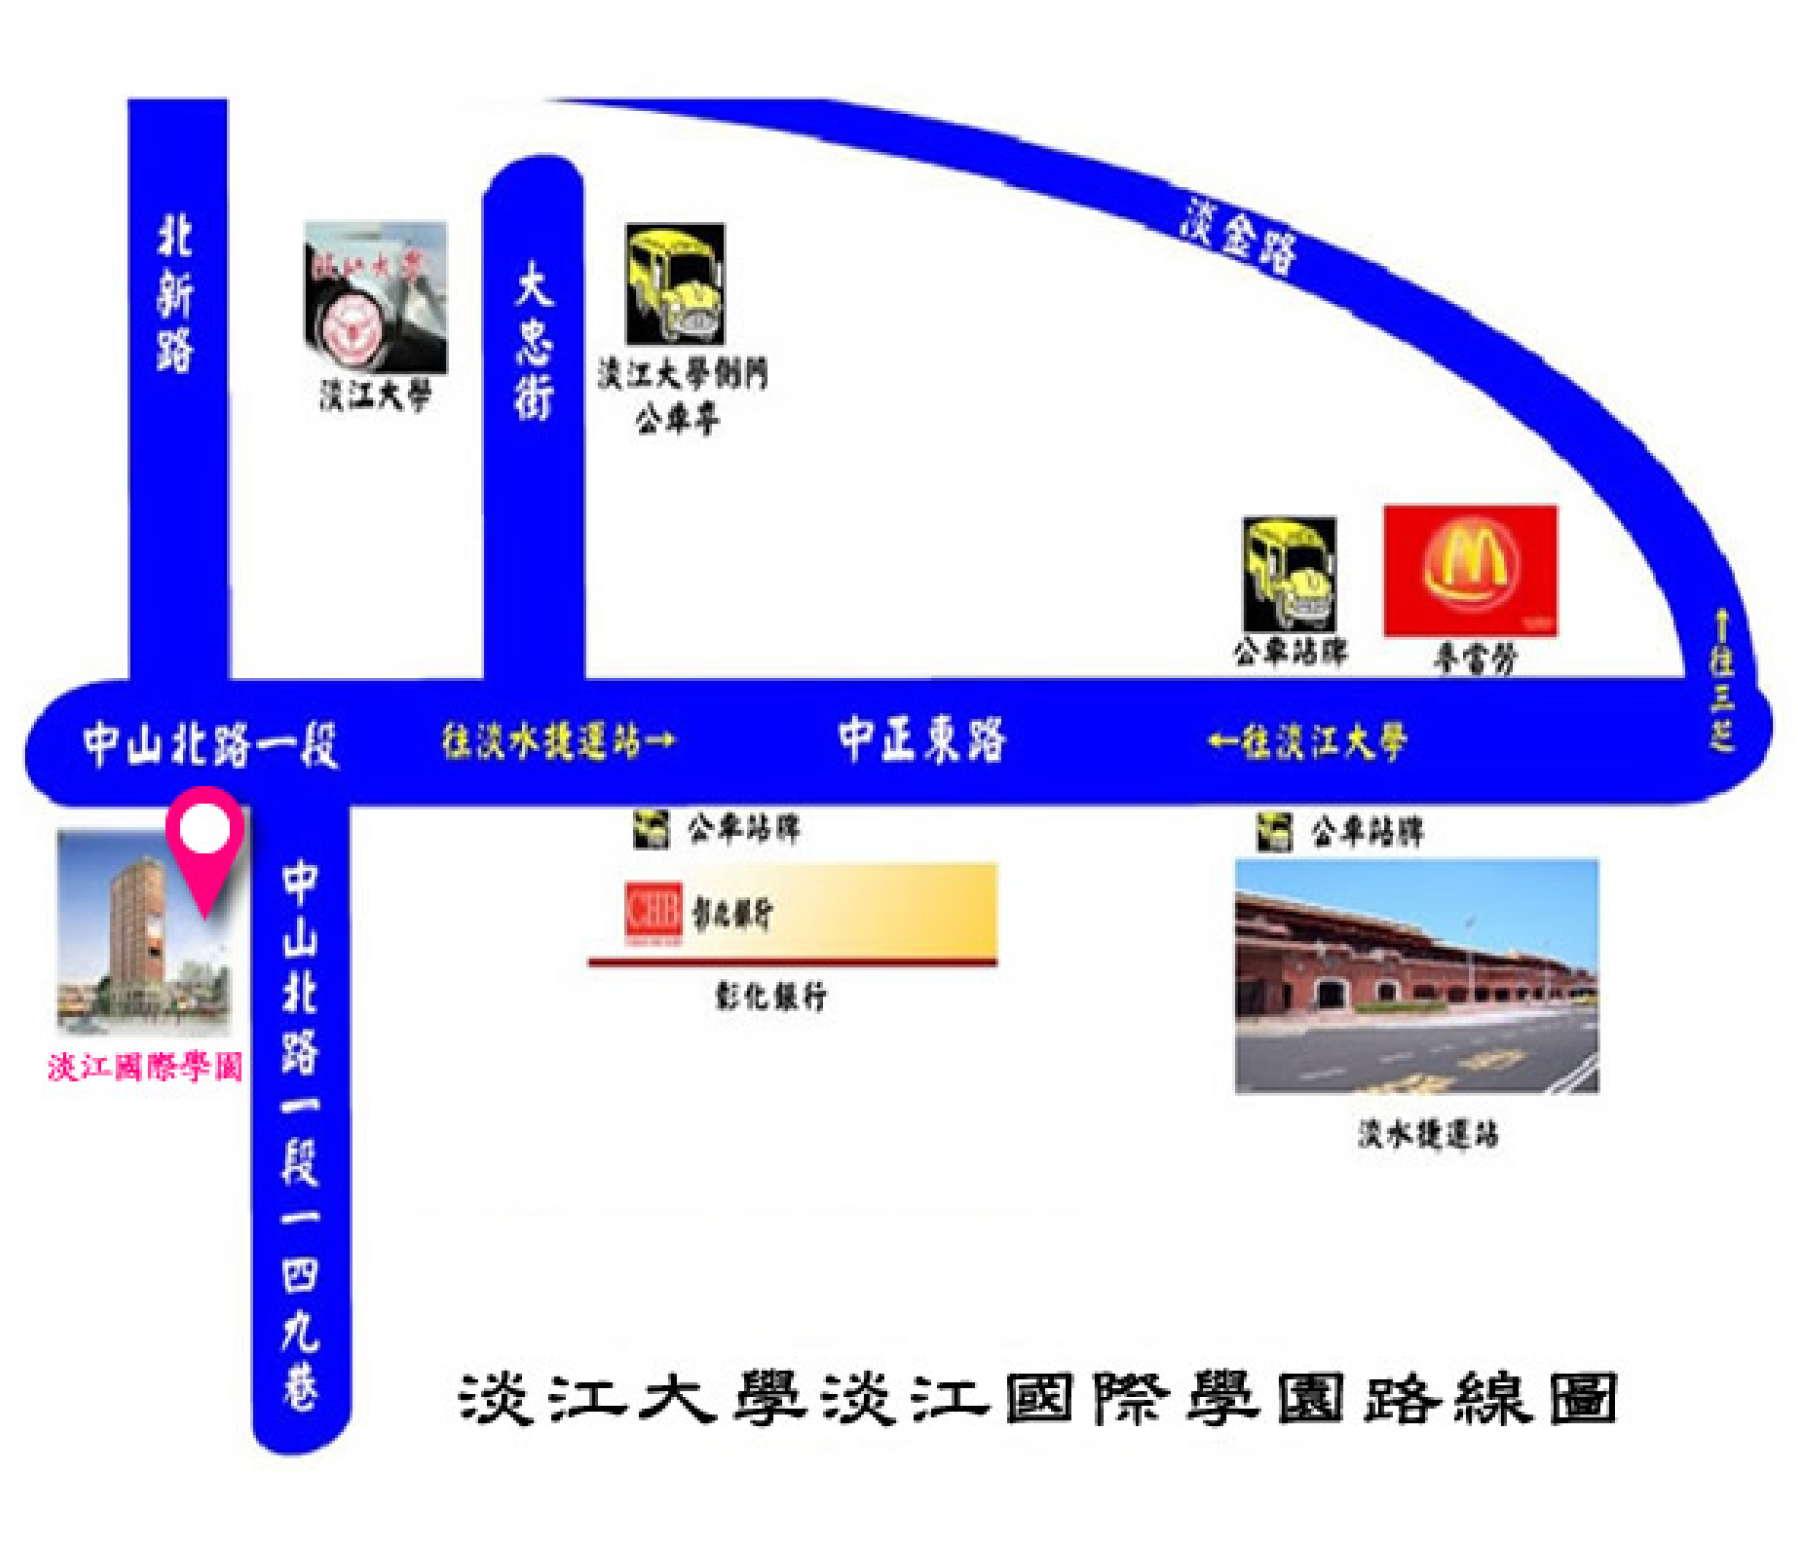 北新路
淡江大學
淡江大學
大忠街
淡江大學側門
公車亭
淡金路
公車站牌
麥當勞
↑往三芝
中山北路一段
往淡水捷運站→
中正東路
←往淡江大學
公車站牌
公車站牌
CHB 彰化銀行
彰化銀行
淡江國際學園
中山北路一段一四九巷
淡水捷運站
淡江大學淡江國際學園路線圖